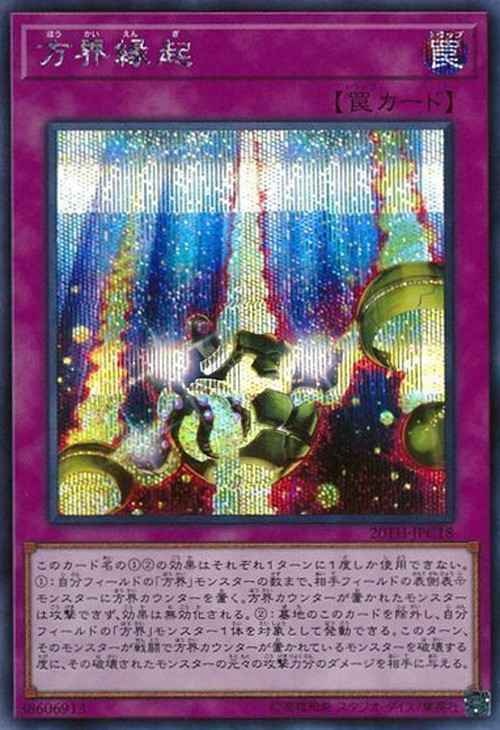 ほう かい えん ぎ
方界縁起
トラップ
罠
【罠カード】
20TH-JPC18
このカード名の①②の効果はそれぞれ1ターンに1度しか使用できない。
①：自分フィールドの「方界」モンスターの数まで、相手フィールドの表側表示
モンスターに方界カウンターを置く。方界カウンターが置かれたモンスター
は攻撃できず、効果は無効化される。②：墓地のこのカードを除外し、自分
フィールドの「方界」モンスター1体を対象として発動できる。このターン、
そのモンスターが戦闘で方界カウンターが置かれているモンスターを破壊する
度に、その破壊されたモンスターの元々の攻撃力分のダメージを相手に与える。
38606913
©高橋和希 スタジオ・ダイス/集英社